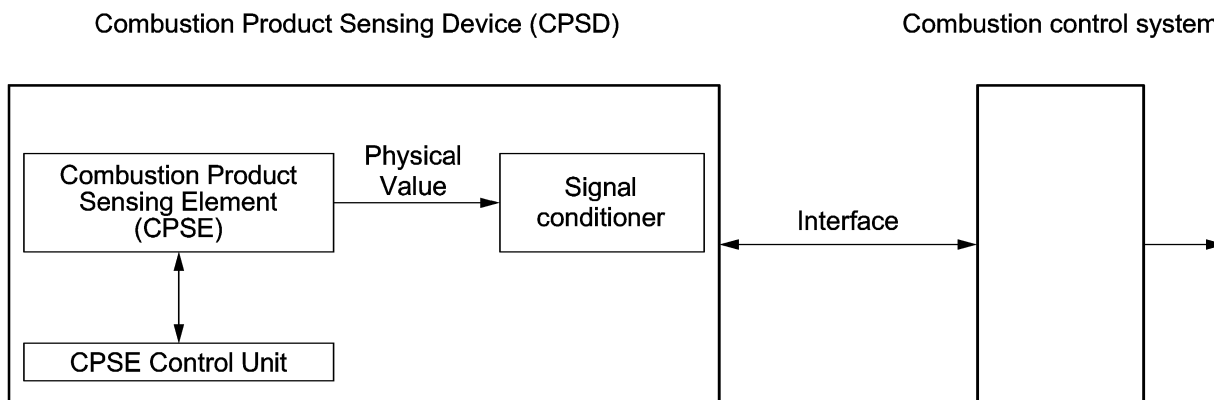 Combustion Product Sensing Device (CPSD)
Combustion control system
Combustion Product
Sensing Element
(CPSE)
Physical
Value
Signal
conditioner
Interface
CPSE Control Unit